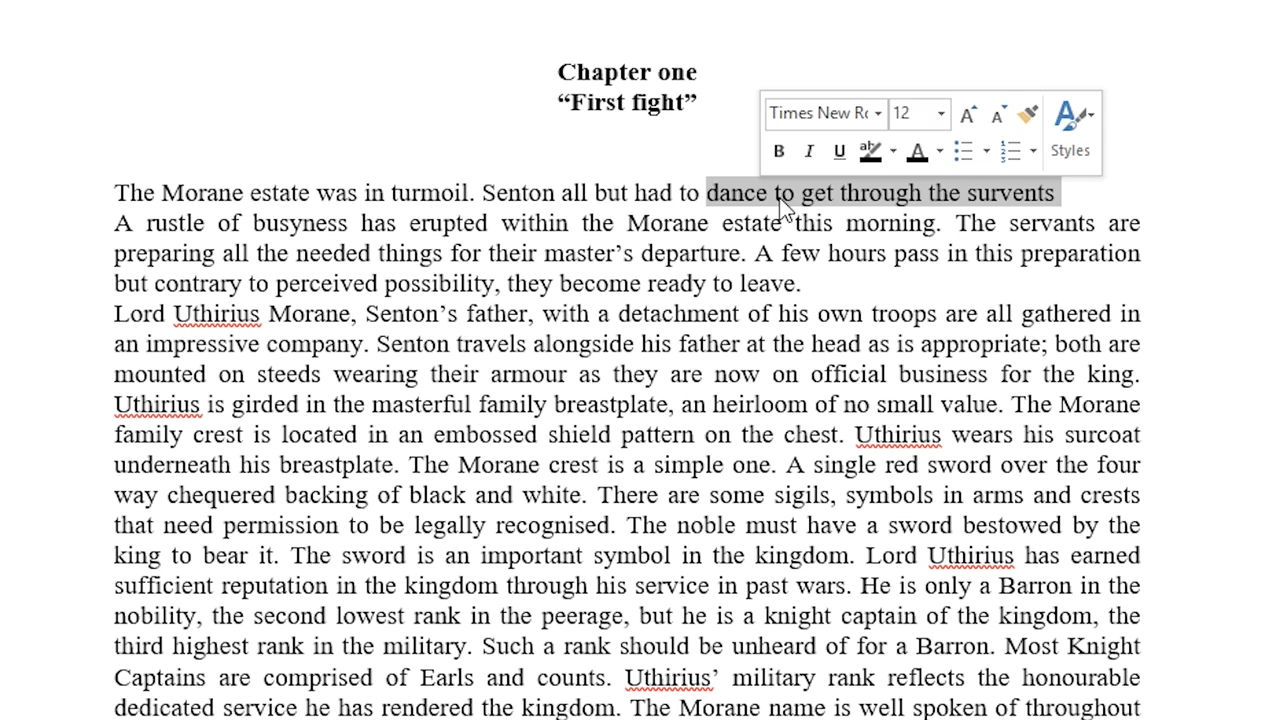 Chapter one
“First fight”
Times New Ro
12
B I U
Styles
The Morane estate was in turmoil. Senton all but had to dance to get through the survents
A rustle of busyness has erupted within the Morane estate this morning. The servants are
preparing all the needed things for their master’s departure. A few hours pass in this preparation
but contrary to perceived possibility, they become ready to leave.
Lord Uthirius Morane, Senton’s father, with a detachment of his own troops are all gathered in
an impressive company. Senton travels alongside his father at the head as is appropriate; both are
mounted on steeds wearing their armour as they are now on official business for the king.
Uthirius is girded in the masterful family breastplate, an heirloom of no small value. The Morane
family crest is located in an embossed shield pattern on the chest. Uthirius wears his surcoat
underneath his breastplate. The Morane crest is a simple one. A single red sword over the four
way chequered backing of black and white. There are some sigils, symbols in arms and crests
that need permission to be legally recognised. The noble must have a sword bestowed by the
king to bear it. The sword is an important symbol in the kingdom. Lord Uthirius has earned
sufficient reputation in the kingdom through his service in past wars. He is only a Barron in the
nobility, the second lowest rank in the peerage, but he is a knight captain of the kingdom, the
third highest rank in the military. Such a rank should be unheard of for a Barron. Most Knight
Captains are comprised of Earls and counts. Uthirius’ military rank reflects the honourable
dedicated service he has rendered the kingdom. The Morane name is well spoken of throughout